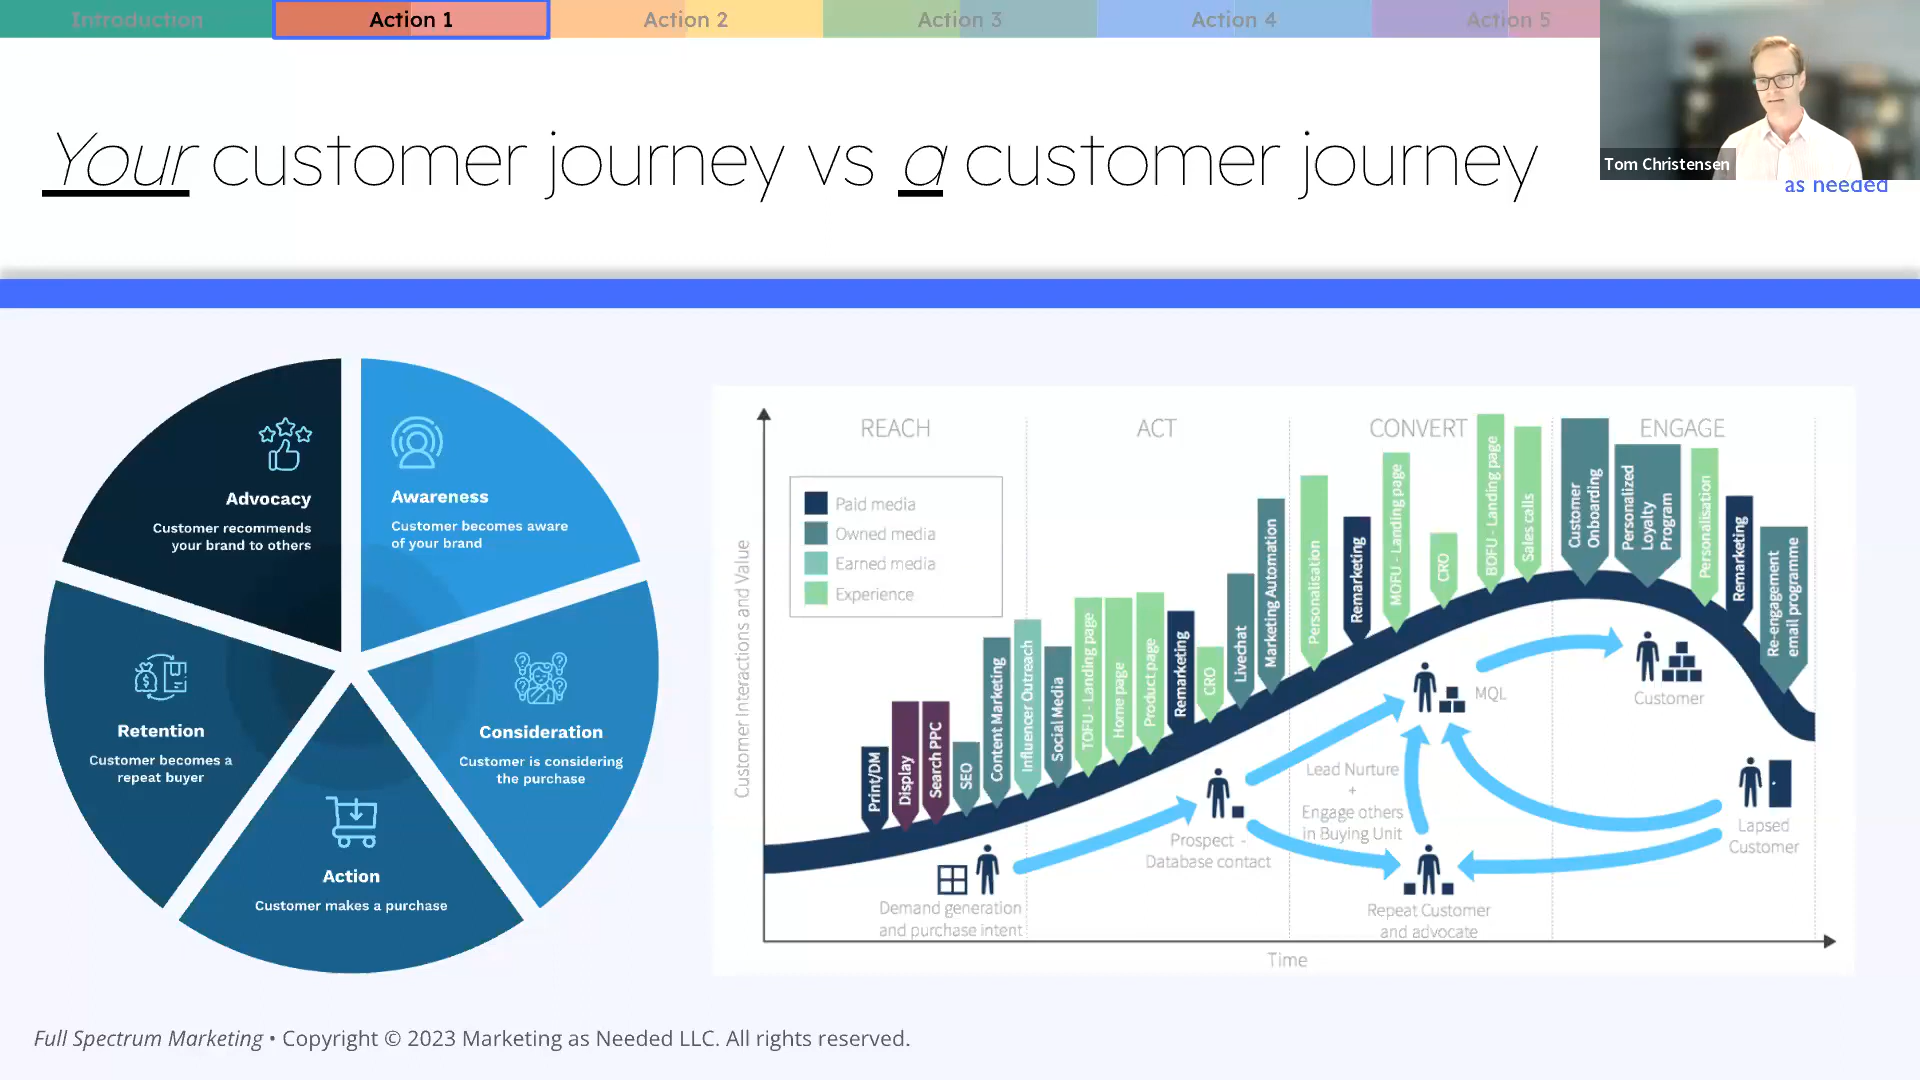 Introduction
Action 1
Action 2
Action 3
Action 4
Action 5
Tom Christensen
as needed
Your customer journey vs a customer journey
Advocacy
Customer recommends
your brand to others
Awareness
Customer becomes aware
of your brand
Retention
Customer becomes a
repeat buyer
Consideration
Customer is considering
the purchase
Action
Customer makes a purchase
REACH
ACT
CONVERT
ENGAGE
Paid media
Owned media
Earned media
Experience
Customer Interactions and Value
Print/DM
Display
Search PPC
SEO
Content Marketing
Influencer Outreach
Social Media
TOFU - Landing page
Home page
Product page
Remarketing
CRO
Livechat
Marketing Automation
Personalisation
Remarketing
MOFU - Landing page
CRO
BOFU - Landing page
Sales calls
Customer
Onboarding
Personalized
Loyalty
Program
Personalisation
Remarketing
Re-engagement
email programme
Demand generation
and purchase intent
Prospect -
Database contact
Lead Nurture
+
Engage others
in Buying Unit
MQL
Customer
Repeat Customer
and advocate
Lapsed
Customer
Time
Full Spectrum Marketing • Copyright © 2023 Marketing as Needed LLC. All rights reserved.